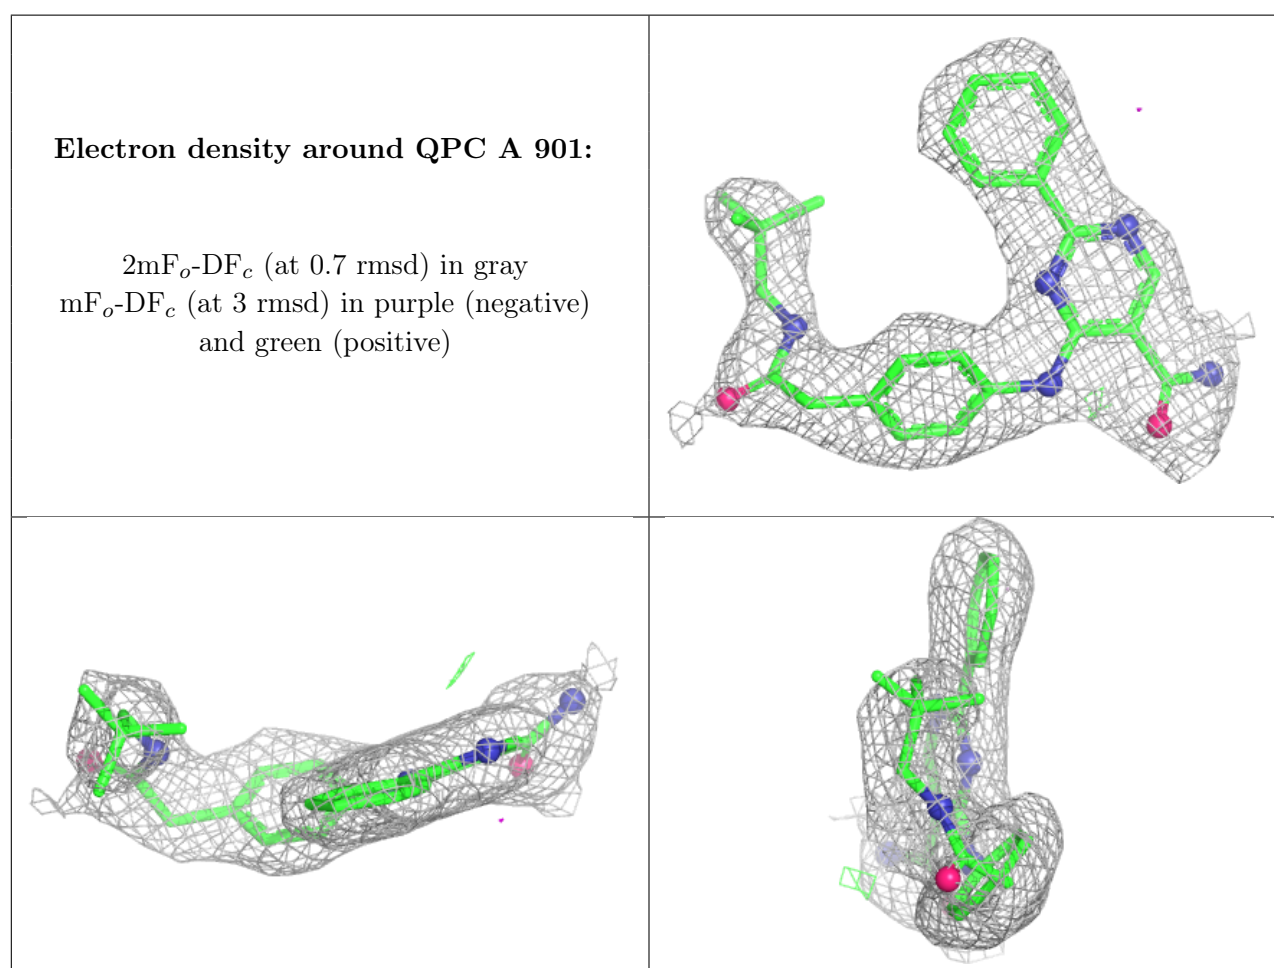 Electron density around QPC A 901:
2mFo-DFc (at 0.7 rmsd) in gray
mFo-DFc (at 3 rmsd) in purple (negative)
and green (positive)